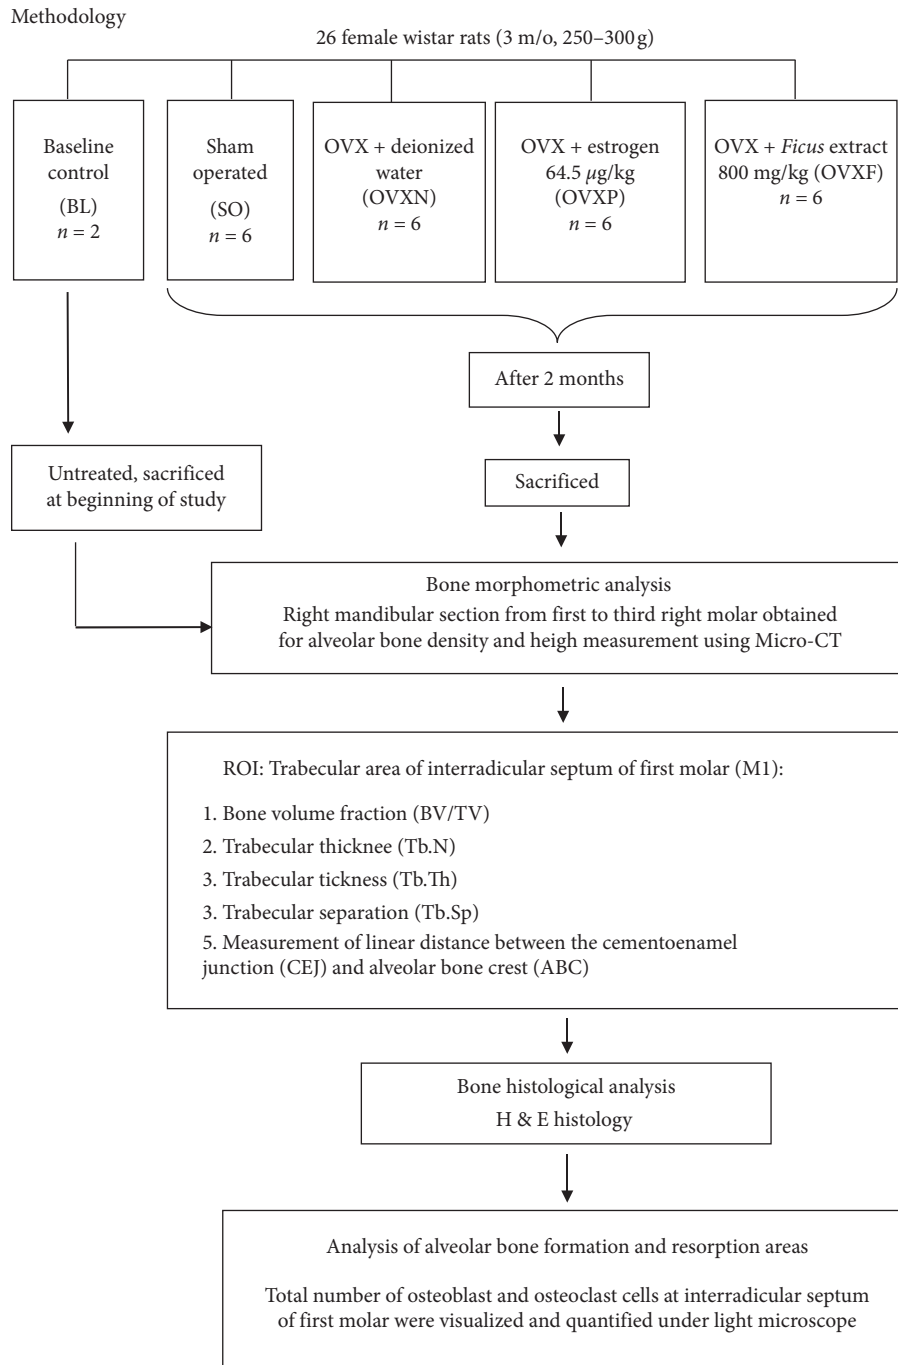 Methodology
26 female wistar rats (3 m/o, 250–300 g)
Baseline
control
(BL)
n = 2
Sham
operated
(SO)
n = 6
OVX + deionized
water
(OVXN)
n = 6
OVX + estrogen
64.5 μg/kg
(OVXP)
n = 6
OVX + Ficus extract
800 mg/kg (OVXF)
n = 6
After 2 months
Untreated, sacrificed
at beginning of study
Sacrificed
Bone morphometric analysis
Right mandibular section from first to third right molar obtained
for alveolar bone density and heigh measurement using Micro-CT
ROI: Trabecular area of interradicular septum of first molar (M1):
1. Bone volume fraction (BV/TV)
2. Trabecular thicknee (Tb.N)
3. Trabecular tickness (Tb.Th)
3. Trabecular separation (Tb.Sp)
5. Measurement of linear distance between the cementoenamel
junction (CEJ) and alveolar bone crest (ABC)
Bone histological analysis
H & E histology
Analysis of alveolar bone formation and resorption areas
Total number of osteoblast and osteoclast cells at interradicular septum
of first molar were visualized and quantified under light microscope